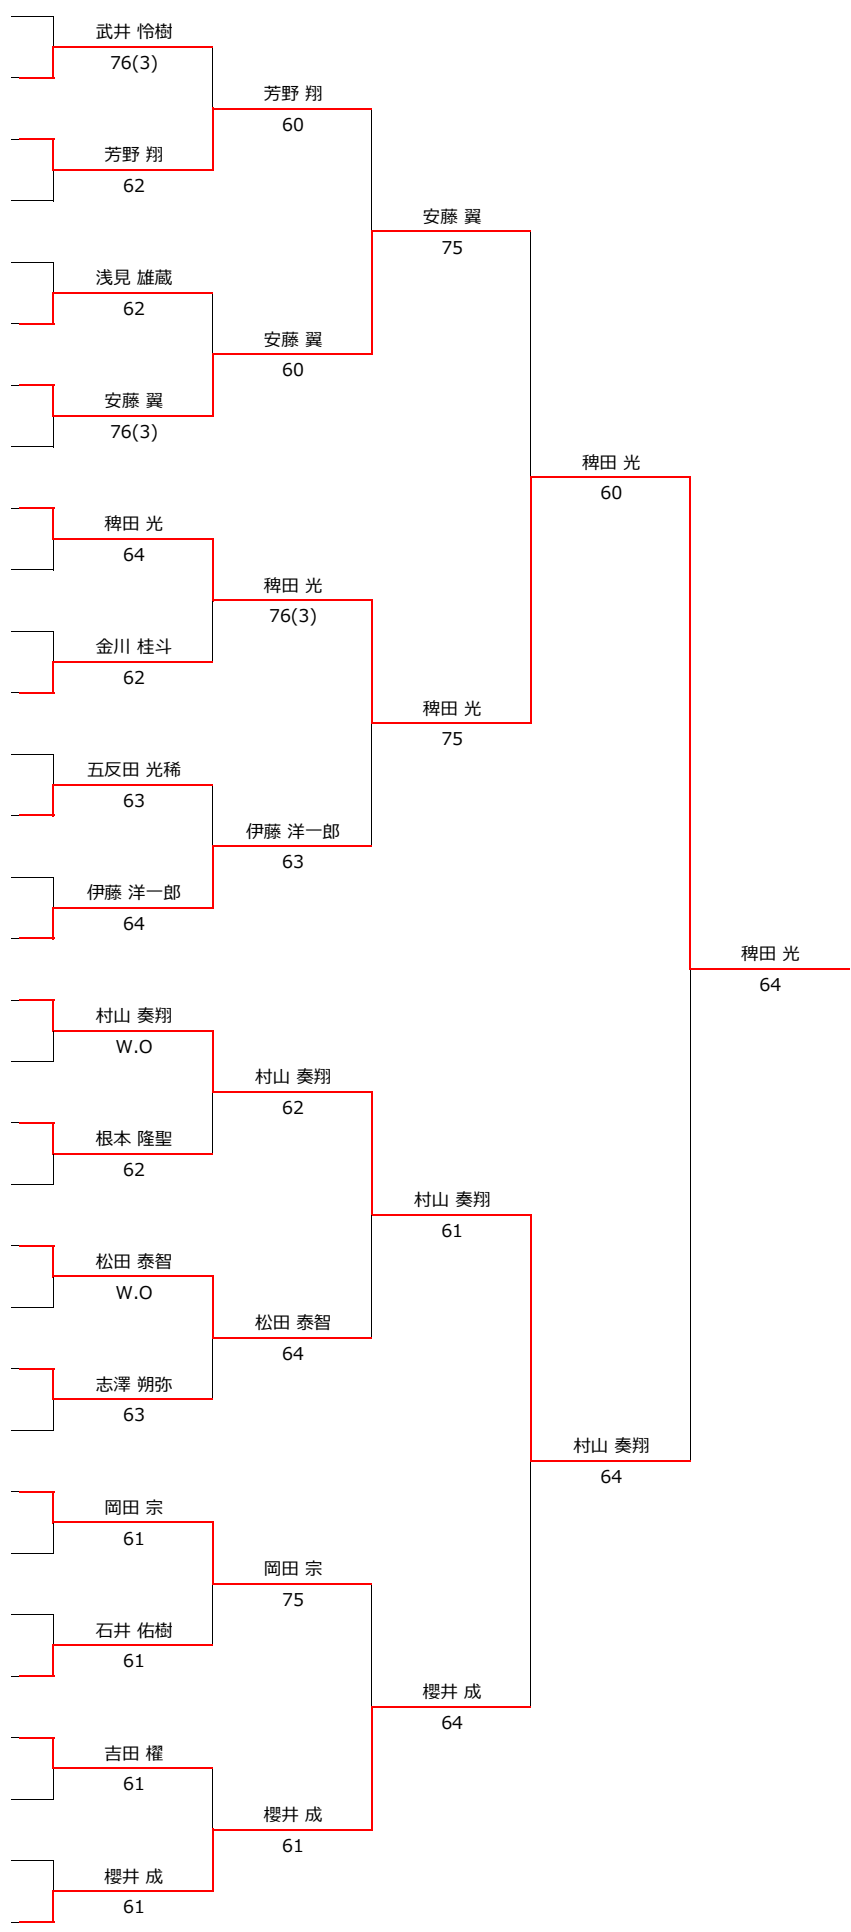 武井 怜樹
76(3)
芳野 翔
60
芳野 翔
62
安藤 翼
75
浅見 雄蔵
62
安藤 翼
60
安藤 翼
76(3)
稗田 光
60
稗田 光
64
稗田 光
76(3)
金川 桂斗
62
稗田 光
75
五反田 光稀
63
伊藤 洋一郎
63
伊藤 洋一郎
64
稗田 光
64
村山 奏翔
W.O
村山 奏翔
62
根本 隆聖
62
村山 奏翔
61
松田 泰智
W.O
松田 泰智
64
志澤 朔弥
63
村山 奏翔
64
岡田 宗
61
岡田 宗
75
石井 佑樹
61
櫻井 成
64
吉田 櫂
61
櫻井 成
61
櫻井 成
61